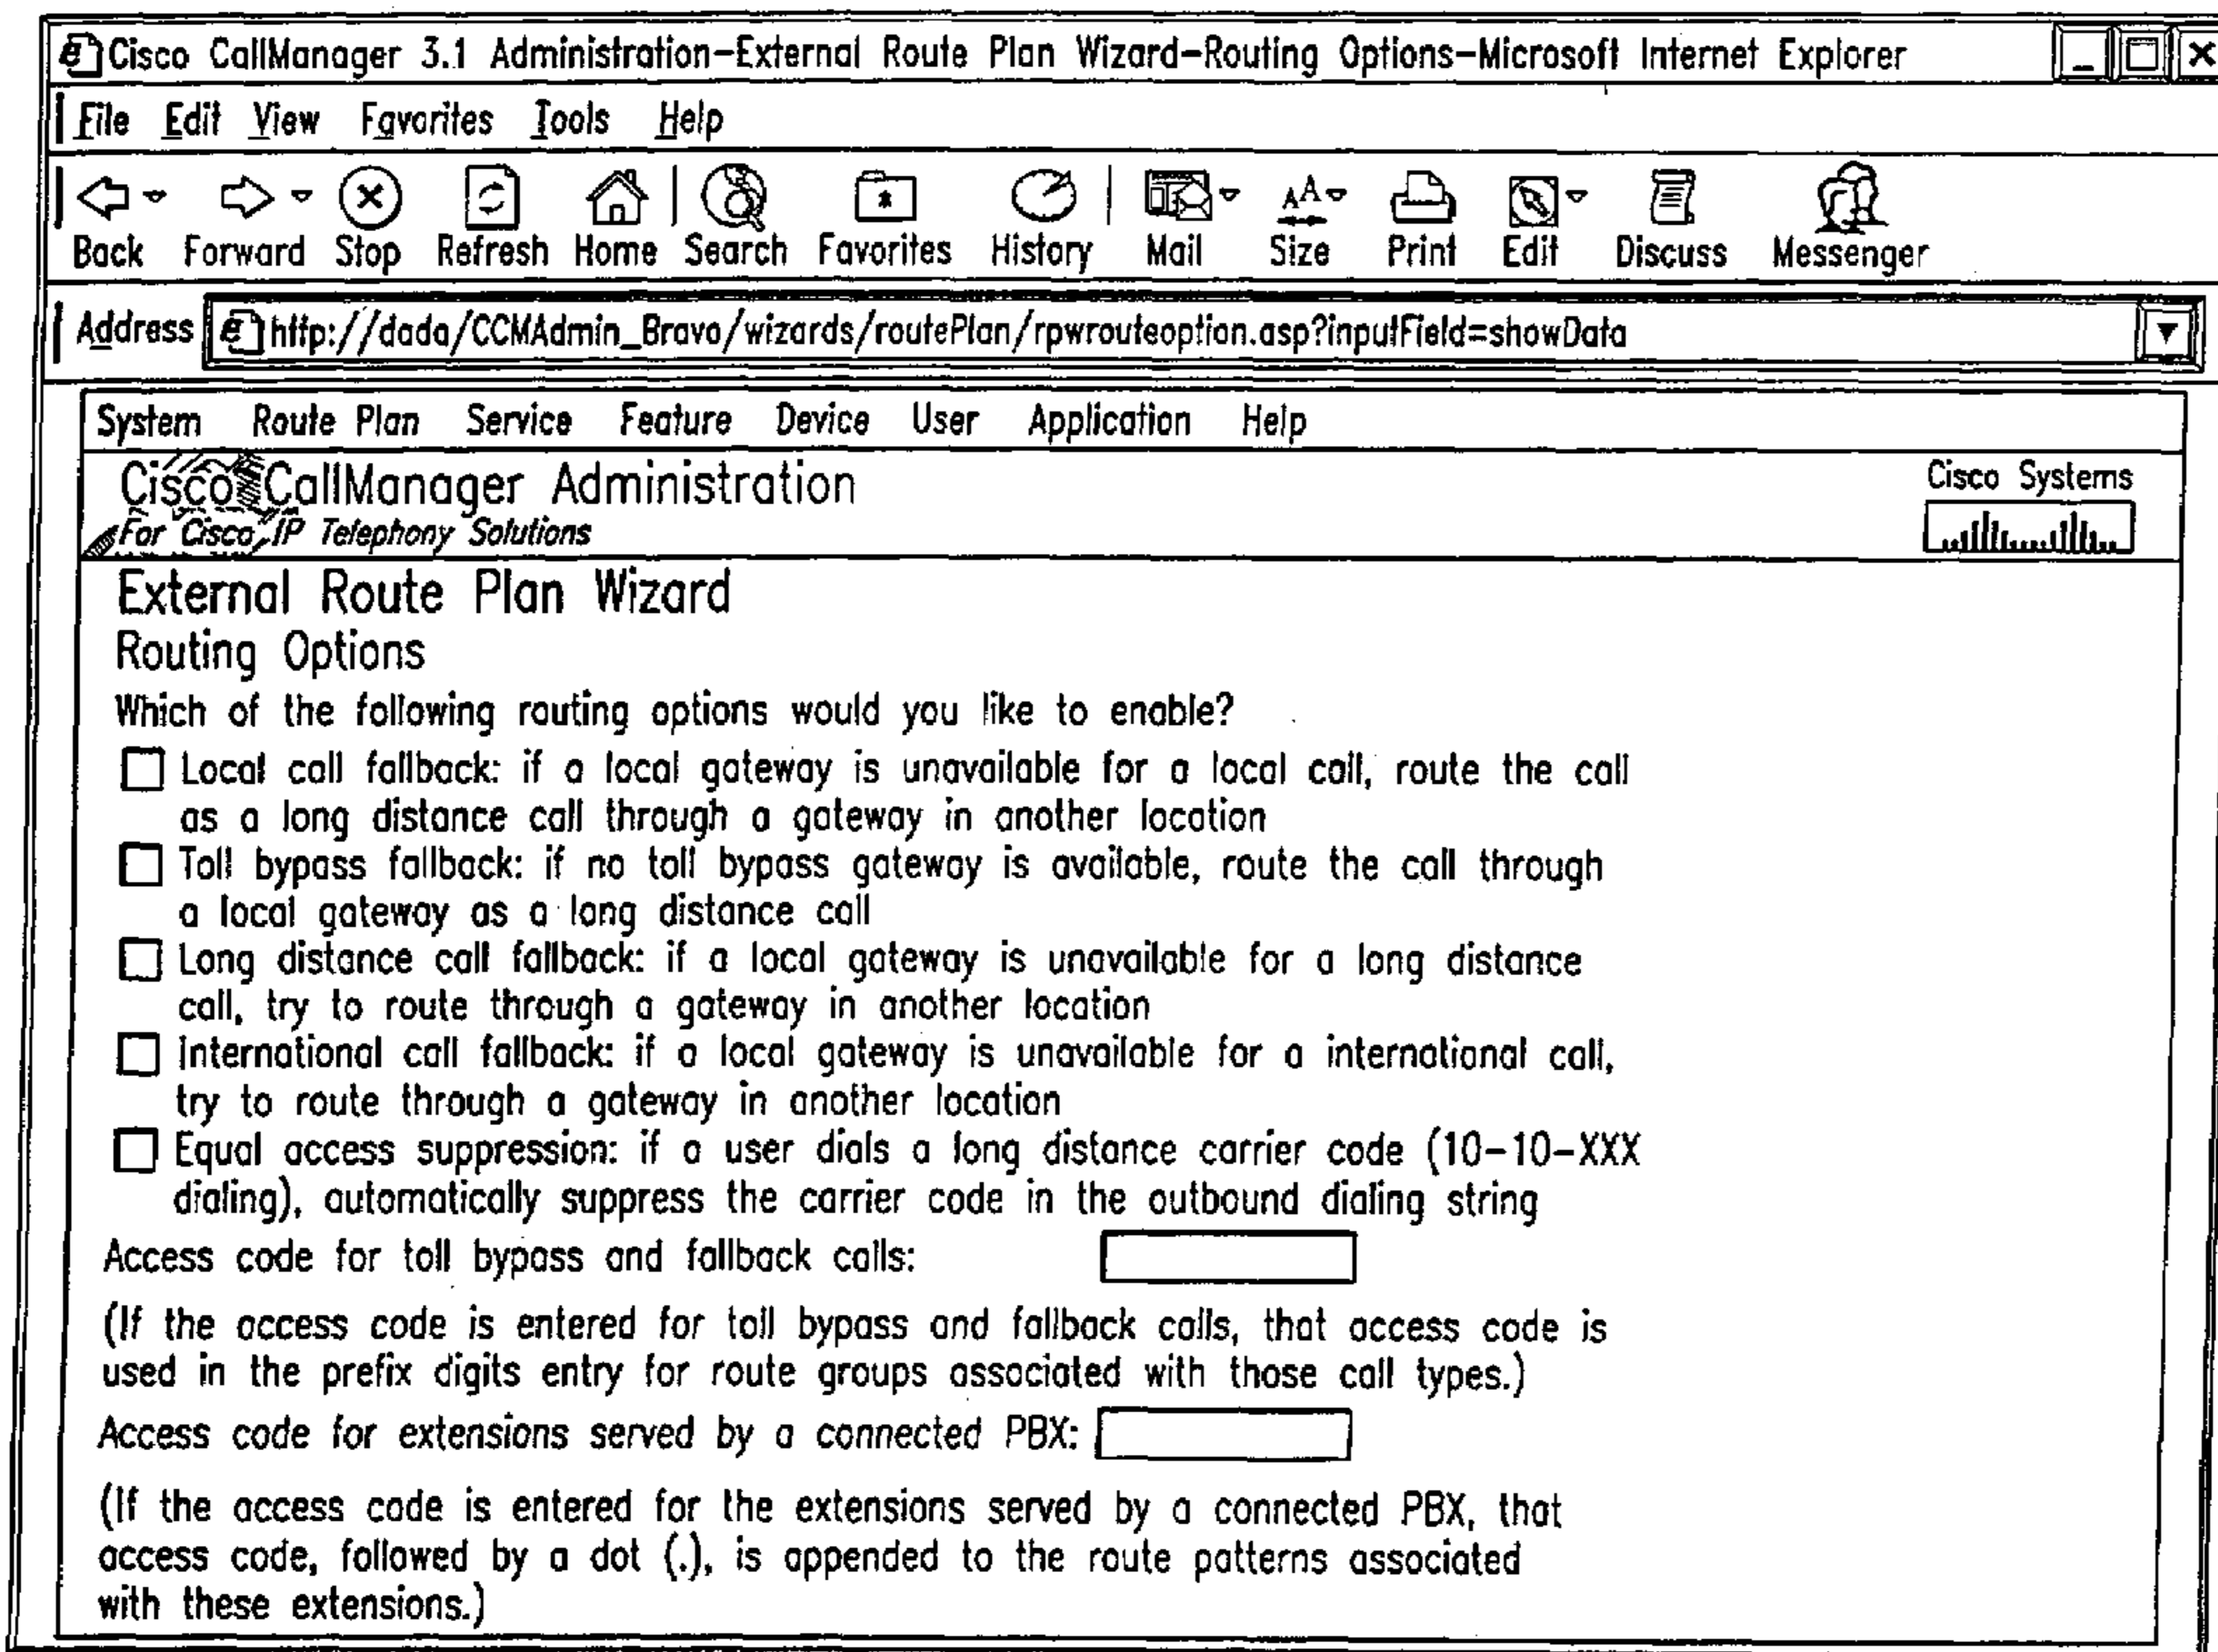 Cisco CallManager 3.1 Administration-External Route Plan Wizard-Routing Options-Microsoft Internet Explorer
File Edit View Favorites Tools Help
Back Forward Stop Refresh Home Search Favorites History Mail Size Print Edit Discuss Messenger
Address http://dada/CCMAdmin_Bravo/wizards/routePlan/rpwrouteoption.asp?inputField=showData
System Route Plan Service Feature Device User Application Help
Cisco CallManager Administration
For Cisco IP Telephony Solutions
Cisco Systems
External Route Plan Wizard
Routing Options
Which of the following routing options would you like to enable?
Local call fallback: if a local gateway is unavailable for a local call, route the call
as a long distance call through a gateway in another location
Toll bypass fallback: if no toll bypass gateway is available, route the call through
a local gateway as a long distance call
Long distance call fallback: if a local gateway is unavailable for a long distance
call, try to route through a gateway in another location
International call fallback: if a local gateway is unavailable for a international call,
try to route through a gateway in another location
Equal access suppression: if a user dials a long distance carrier code (10-10-XXX
dialing), automatically suppress the carrier code in the outbound dialing string
Access code for toll bypass and fallback calls:
(If the access code is entered for toll bypass and fallback calls, that access code is
used in the prefix digits entry for route groups associated with those call types.)
Access code for extensions served by a connected PBX:
(If the access code is entered for the extensions served by a connected PBX, that
access code, followed by a dot (.), is appended to the route patterns associated
with these extensions.)